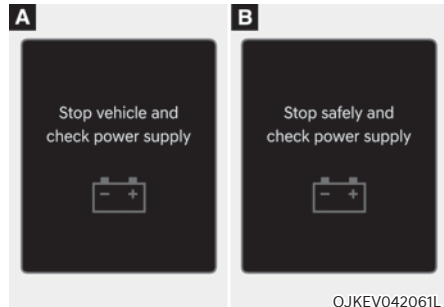 A
Stop vehicle and
check power supply
B
Stop safely and
check power supply
OJKEV042061L